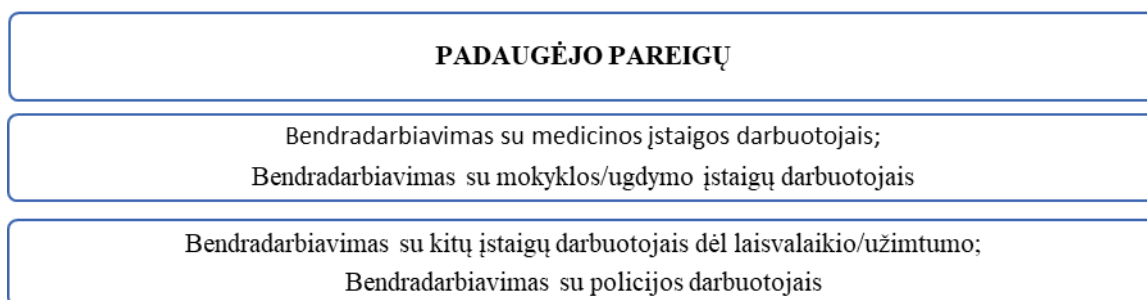 PADAUGĖJO PAREIGŲ
Bendradarbiavimas su medicinos įstaigos darbuotojais;
Bendradarbiavimas su mokyklos/ugdymo įstaigų darbuotojais
Bendradarbiavimas su kitų įstaigų darbuotojais dėl laisvalaikio/užimtumo;
Bendradarbiavimas su policijos darbuotojais